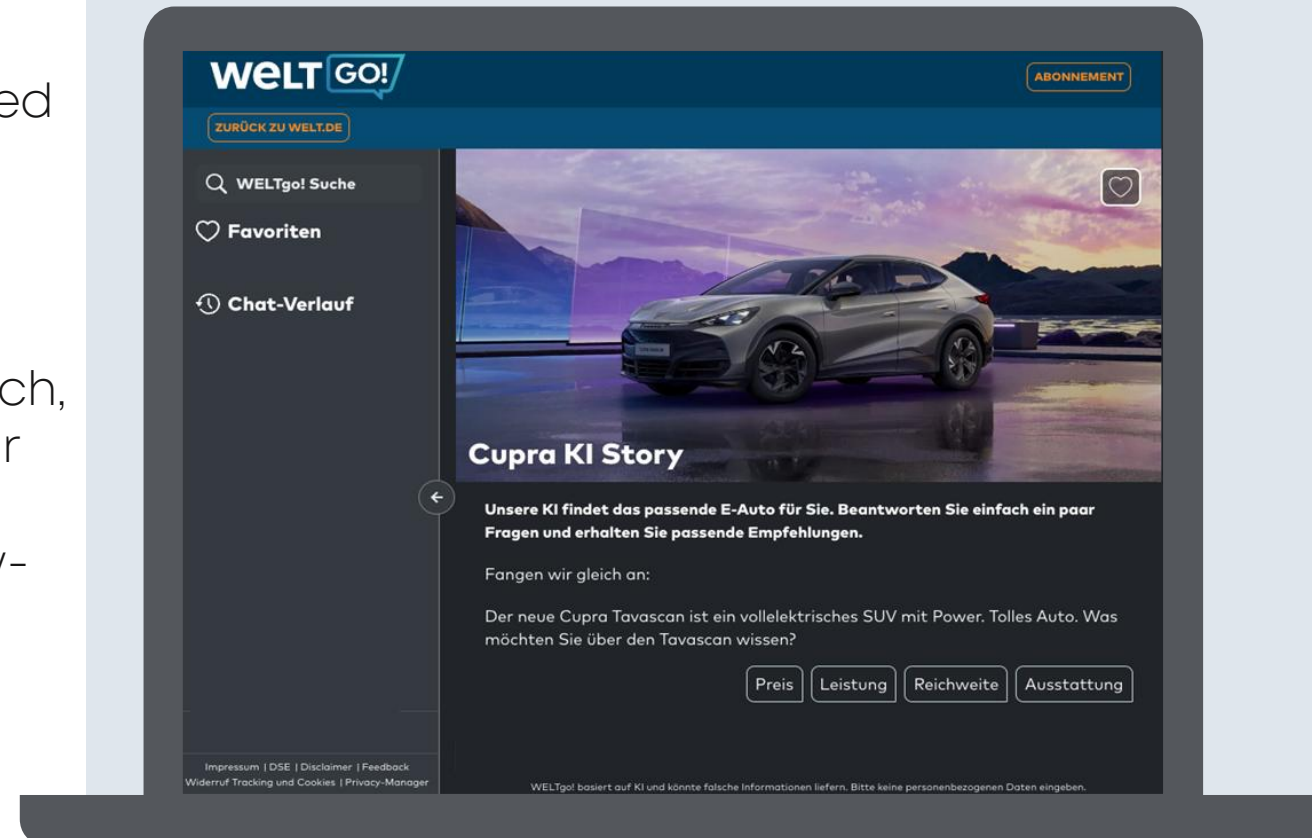 ed
ch,
r
y-
WELT GO!
ABONNEMENT
ZURÜCK ZU WELT.DE
WELTgo! Suche
Favoriten
Chat-Verlauf
Cupra KI Story
Unsere KI findet das passende E-Auto für Sie. Beantworten Sie einfach ein paar
Fragen und erhalten Sie passende Empfehlungen.
Fangen wir gleich an:
Der neue Cupra Tavascan ist ein vollelektrisches SUV mit Power. Tolles Auto. Was
möchten Sie über den Tavascan wissen?
Preis Leistung Reichweite Ausstattung
Impressum | DSE | Disclaimer | Feedback
Widerruf Tracking und Cookies | Privacy-Manager
WELTgo! basiert auf KI und könnte falsche Informationen liefern. Bitte keine personenbezogenen Daten eingeben.